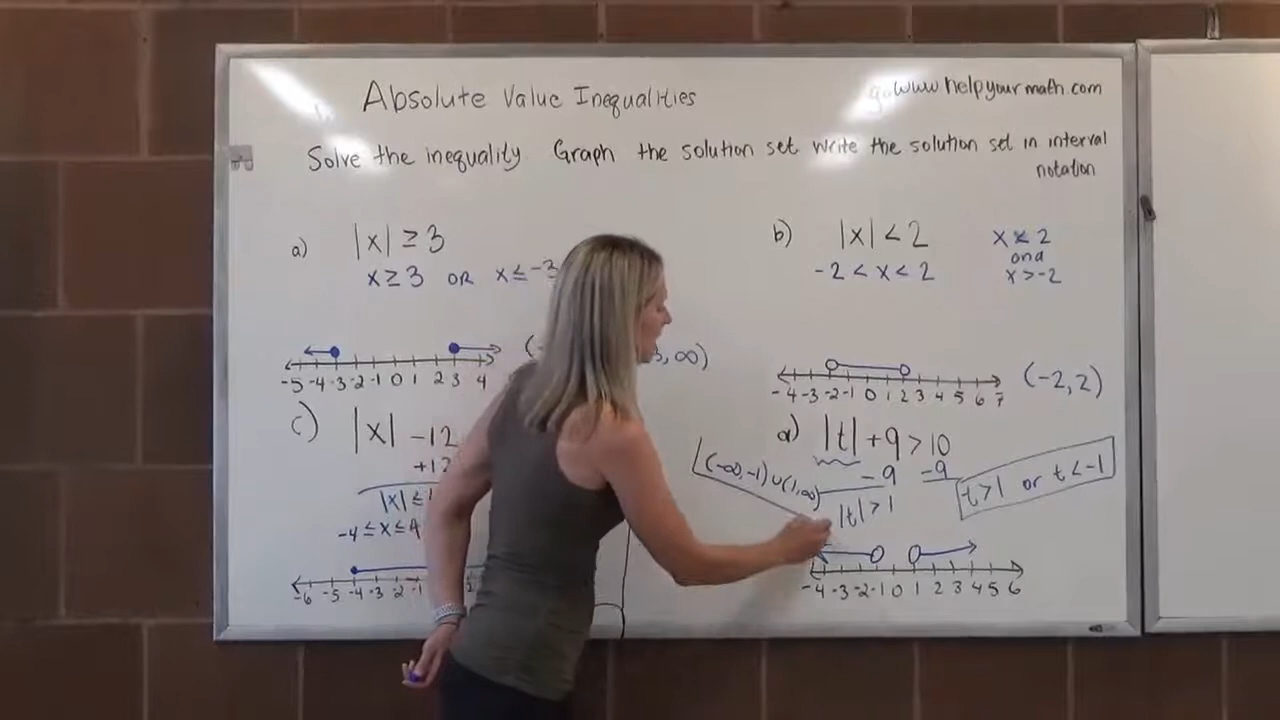 Absolute Value Inequalities
www.helpyourmath.com
Solve the inequality Graph the solution set Write the solution set in interval
notation
a) |x| ≥ 3
x ≥ 3 OR x ≤ -3
-5 -4 -3 -2 -1 0 1 2 3 4
3, ∞)
b) |x| < 2
-2 < x < 2
x < 2
and
x > -2
-4 -3 -2 -1 0 1 2 3 4 5 6 7
(-2, 2)
c) |x| -12
+12
|x| ≤
-4 ≤ x ≤ 4
-6 -5 -4 -3 -2 -1
d) |t| + 9 > 10
-9 -9
|t| > 1
t > 1 or t < -1
(-∞, -1) ∪ (1, ∞)
-4 -3 -2 -1 0 1 2 3 4 5 6